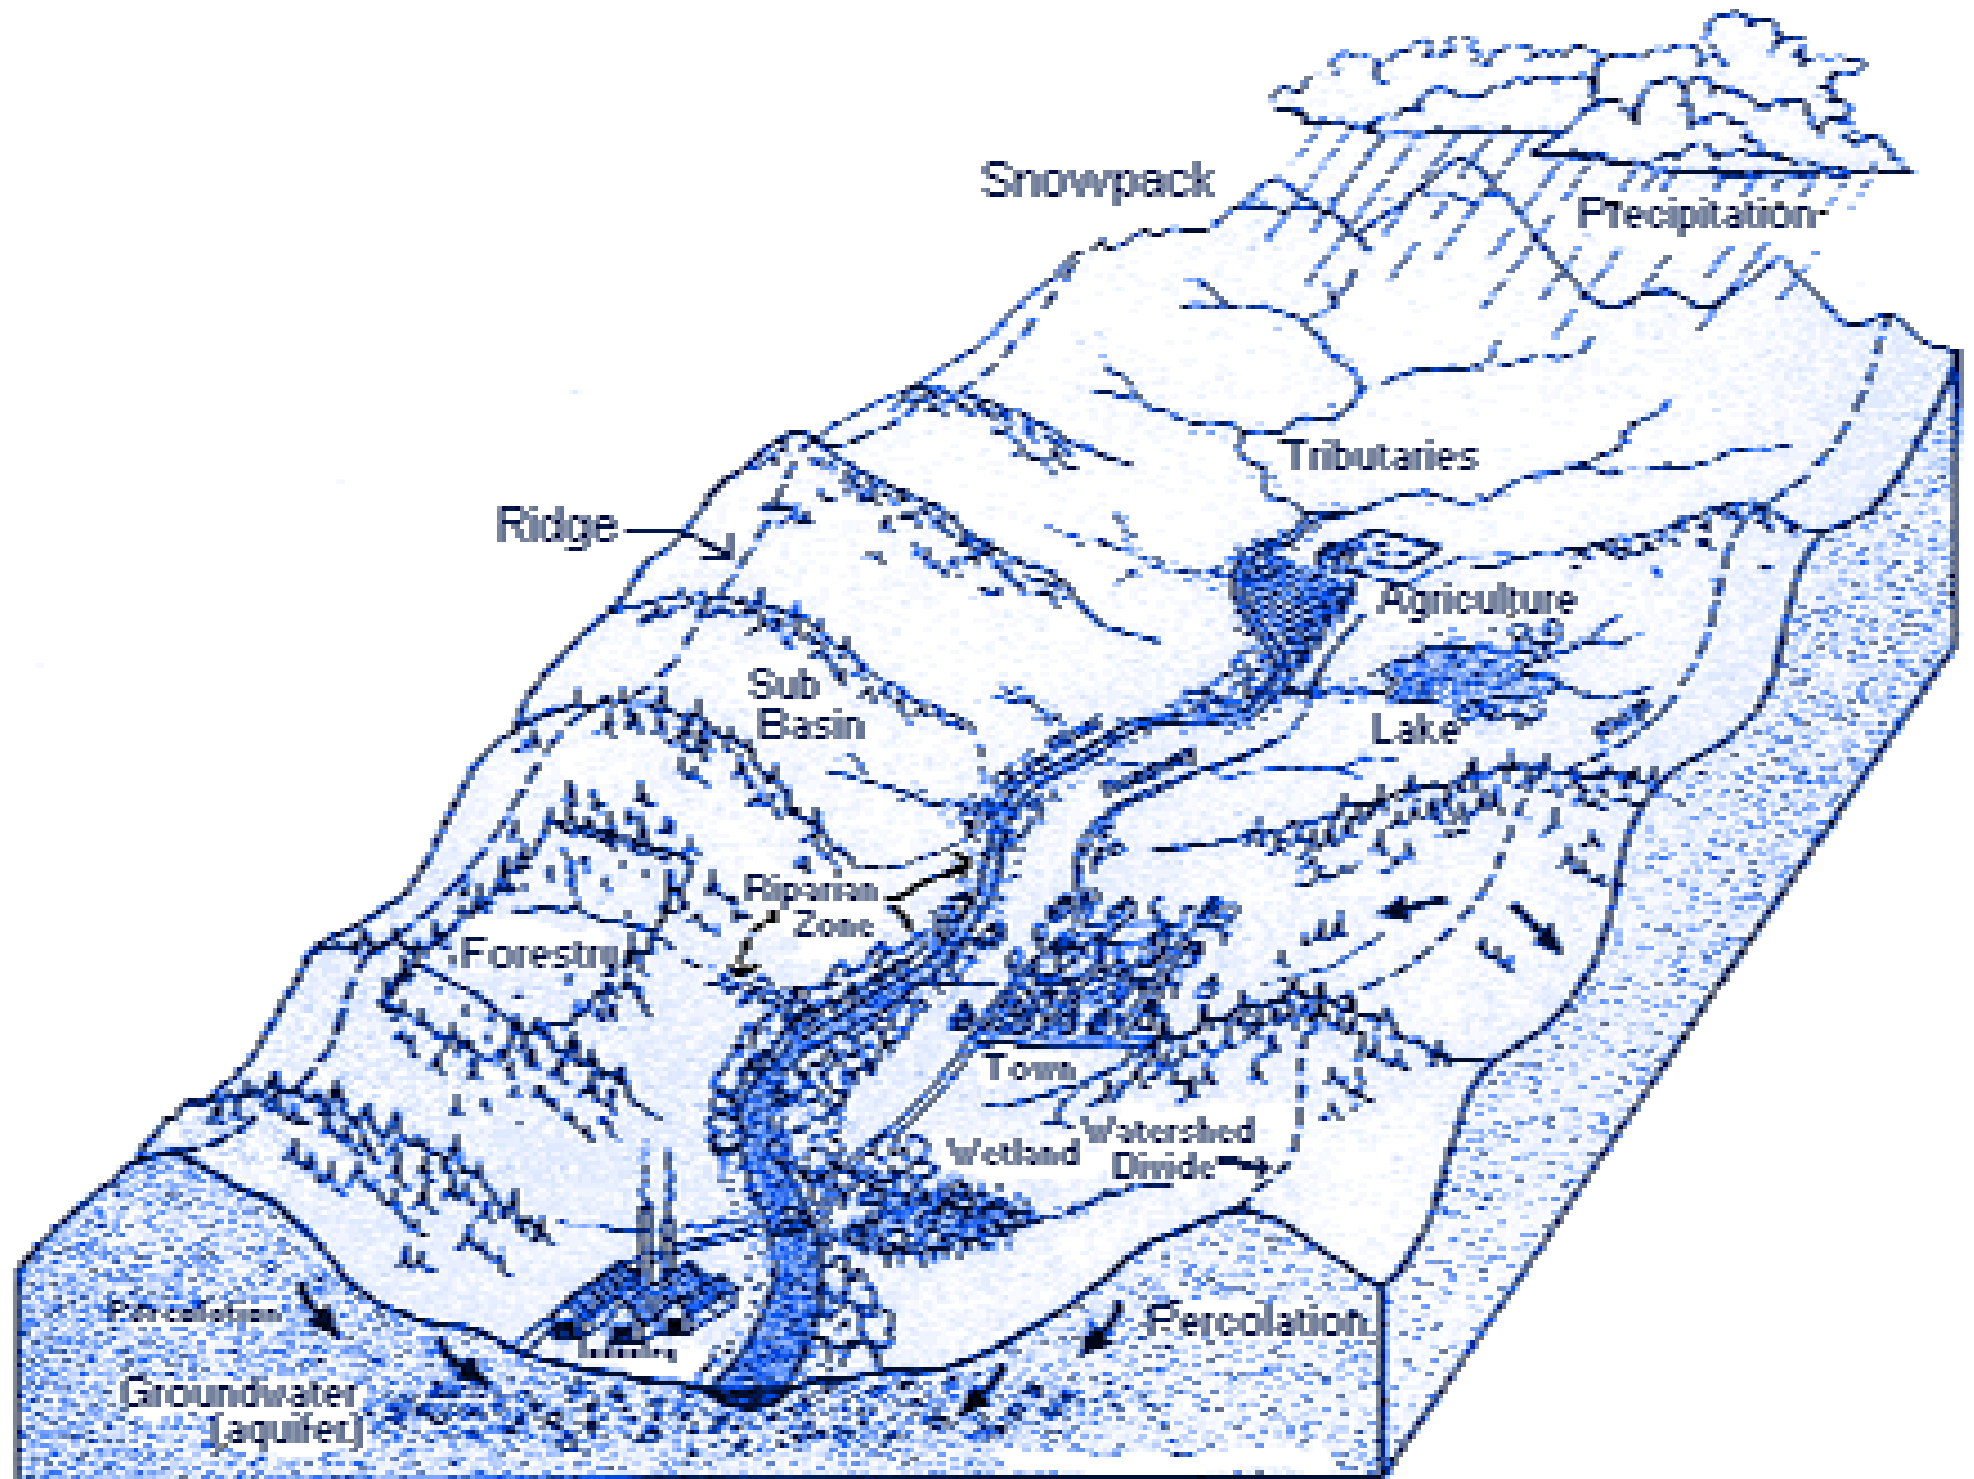 Snowpack
Precipitation
Tributaries
Ridge
Agriculture
Sub
Basin
Lake
Riparian
Zone
Forestry
Town
Watershed
Divide
Wetland
Percolation
Percolation
Groundwater
(aquifer)